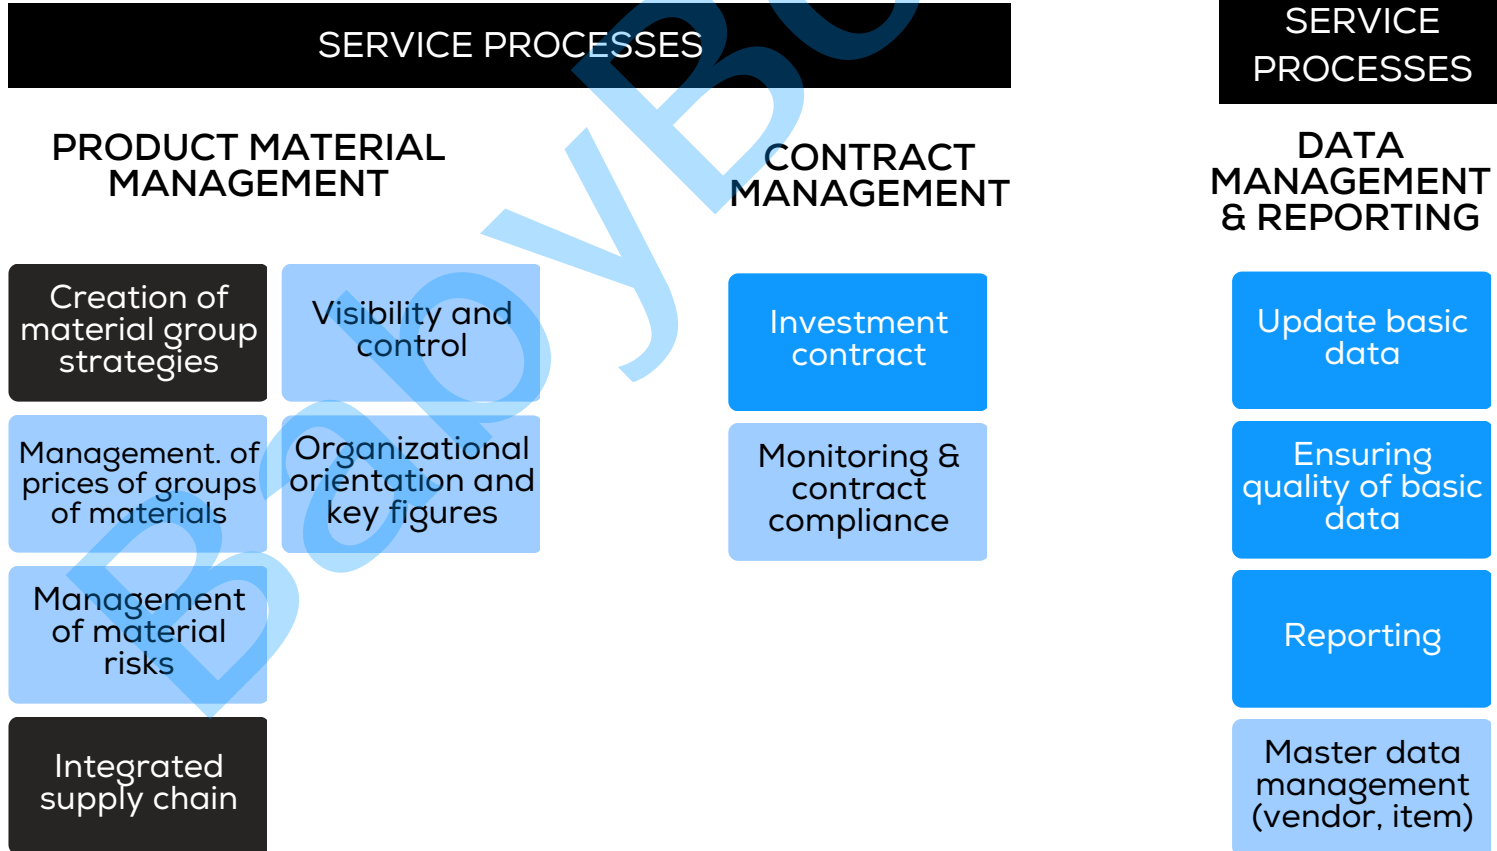 SERVICE PROCESSES
SERVICE
PROCESSES
PRODUCT MATERIAL
MANAGEMENT
CONTRACT
MANAGEMENT
DATA
MANAGEMENT
& REPORTING
Creation of
material group
strategies
Visibility and
control
Management. of
prices of groups
of materials
Organizational
orientation and
key figures
Management
of material
risks
Integrated
supply chain
Investment
contract
Monitoring &
contract
compliance
Update basic
data
Ensuring
quality of basic
data
Reporting
Master data
management
(vendor, item)